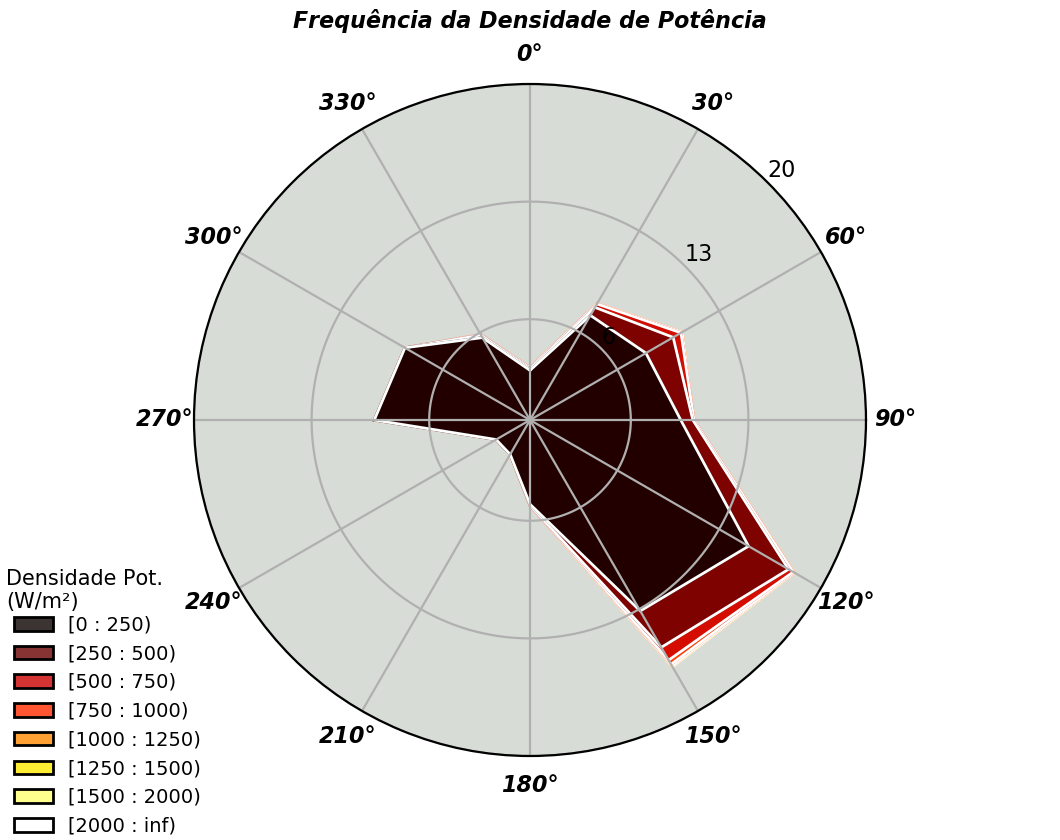 Frequência da Densidade de Potência
0°
330°
30°
20
300°
60°
13
6
270°
90°
Densidade Pot.
(W/m²)
240°
120°
[0 : 250)
[250 : 500)
[500 : 750)
[750 : 1000)
210°
150°
[1000 : 1250)
[1250 : 1500)
180°
[1500 : 2000)
[2000 : inf)